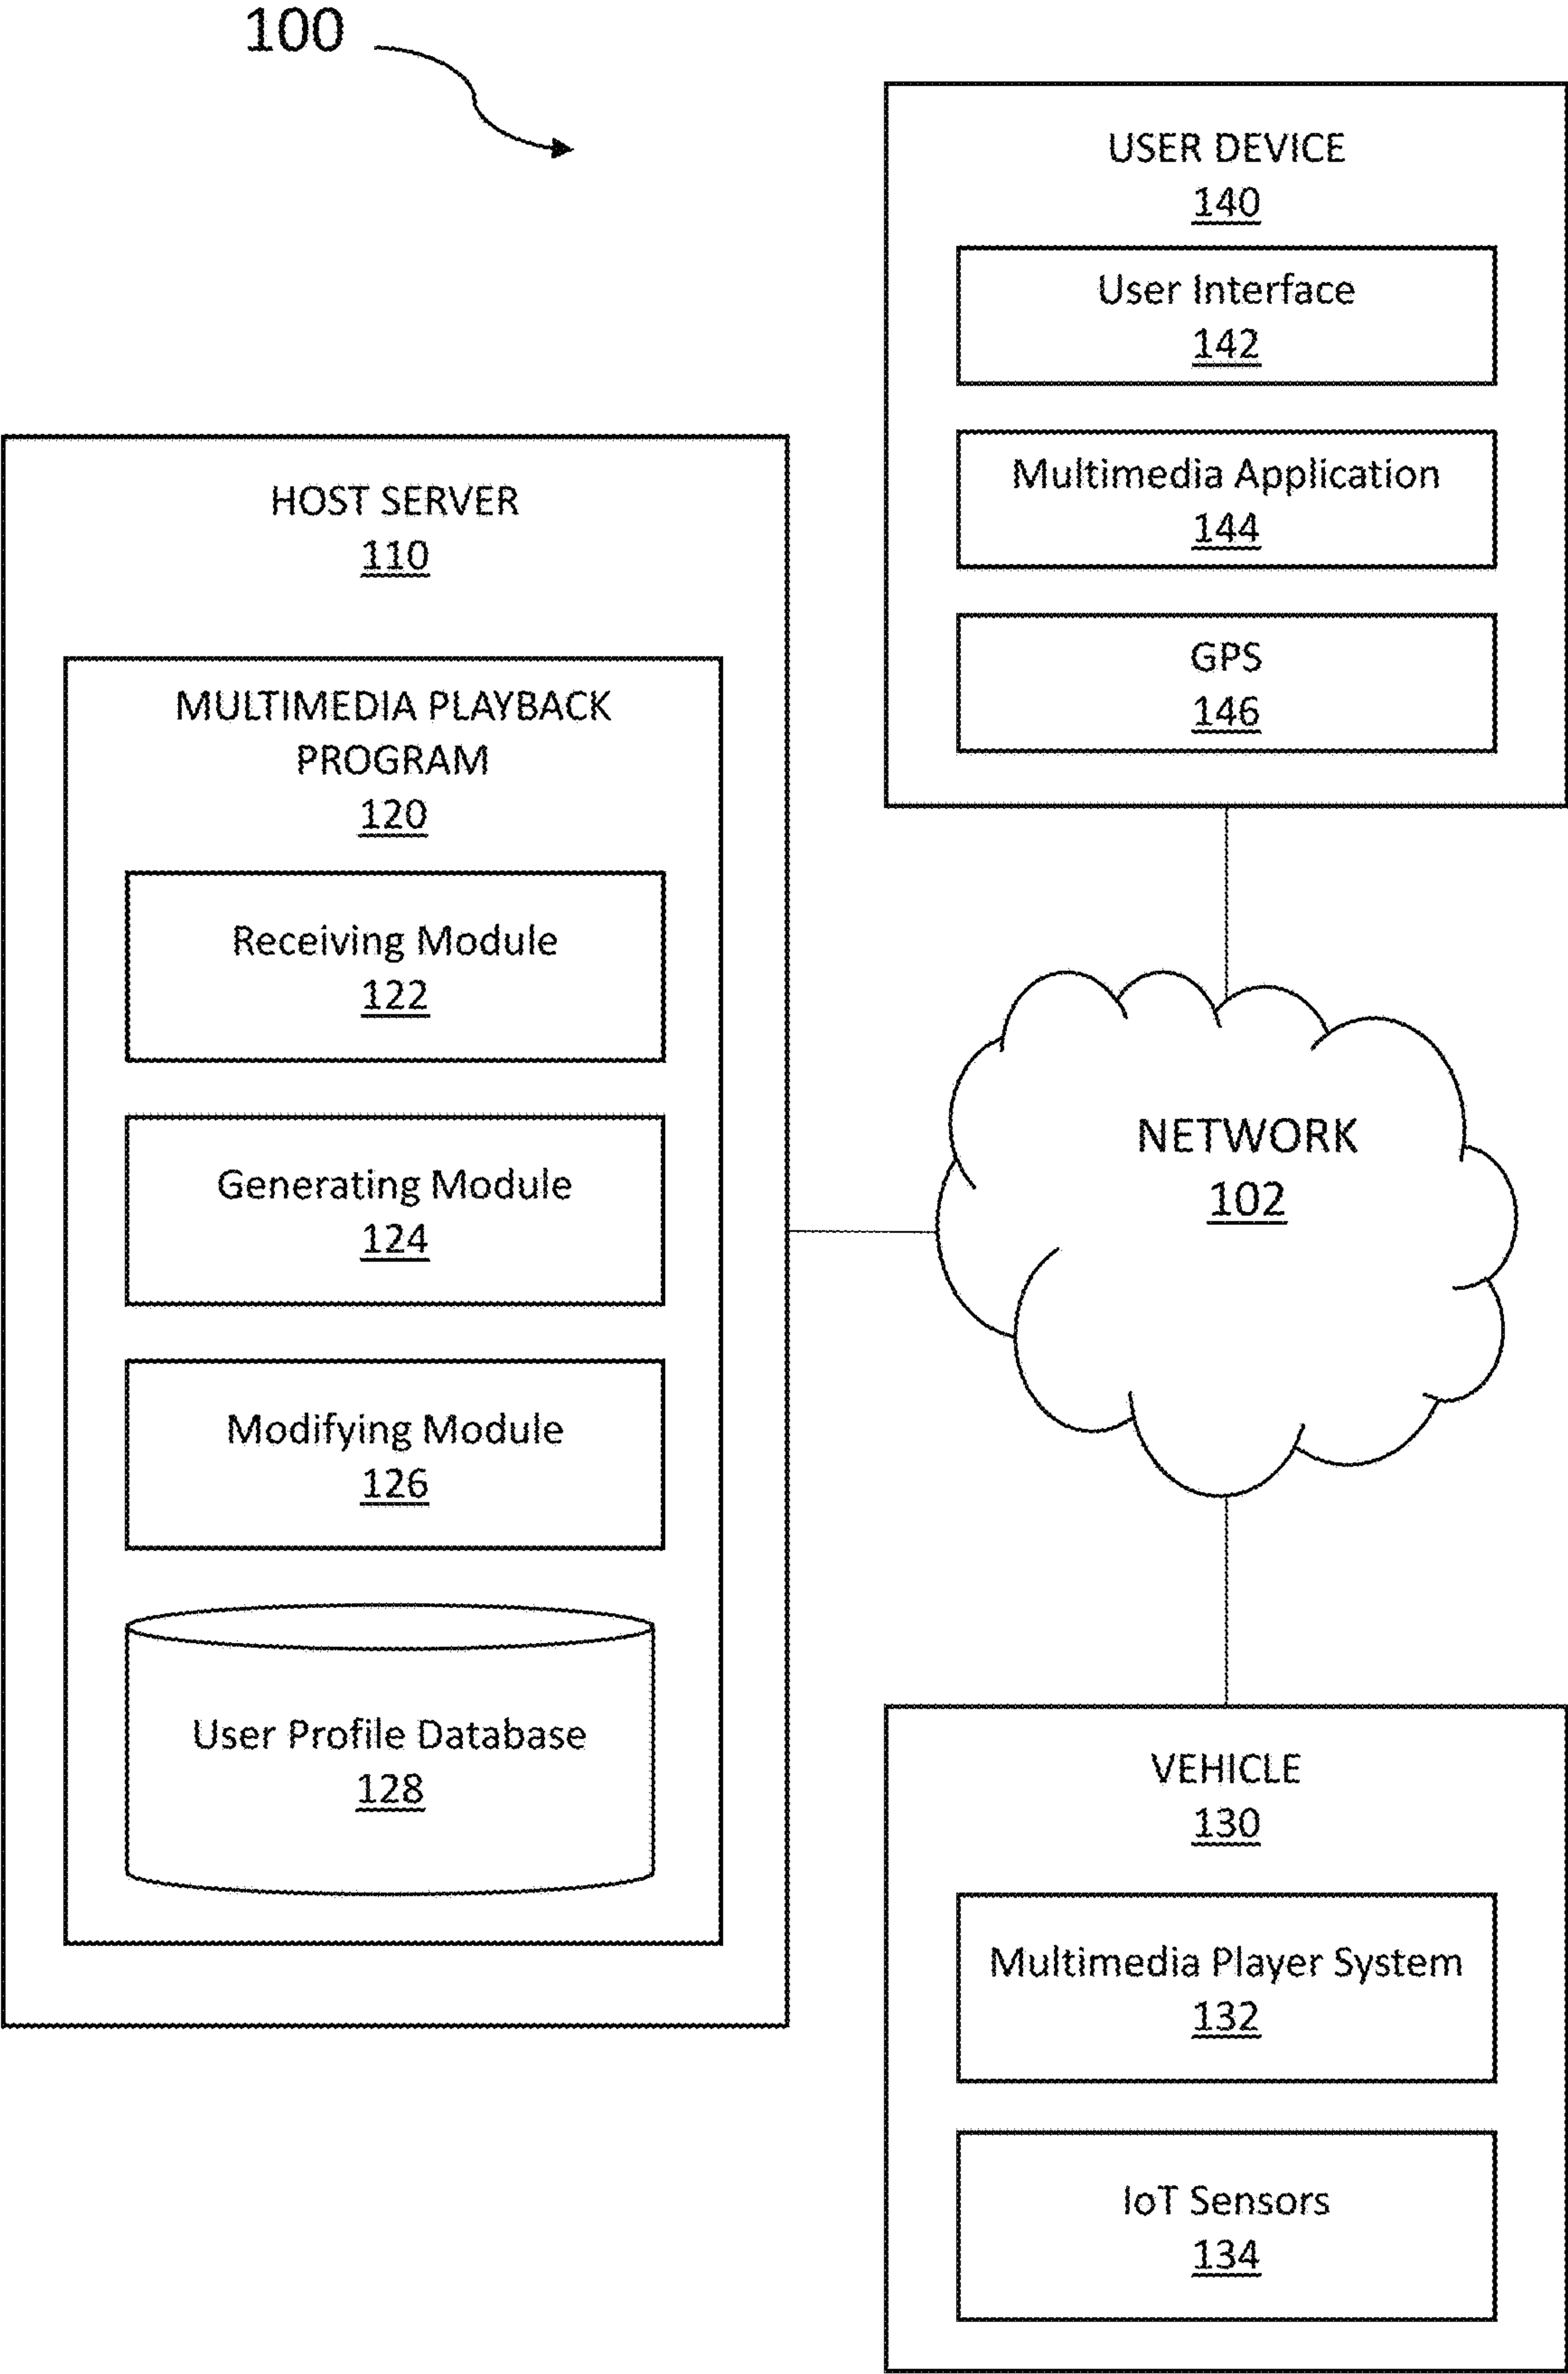 100
USER DEVICE
140
User Interface
142
Multimedia Application
144
GPS
146
HOST SERVER
110
MULTIMEDIA PLAYBACK
PROGRAM
120
Receiving Module
122
Generating Module
124
Modifying Module
126
User Profile Database
128
NETWORK
102
VEHICLE
130
Multimedia Player System
132
IoT Sensors
134